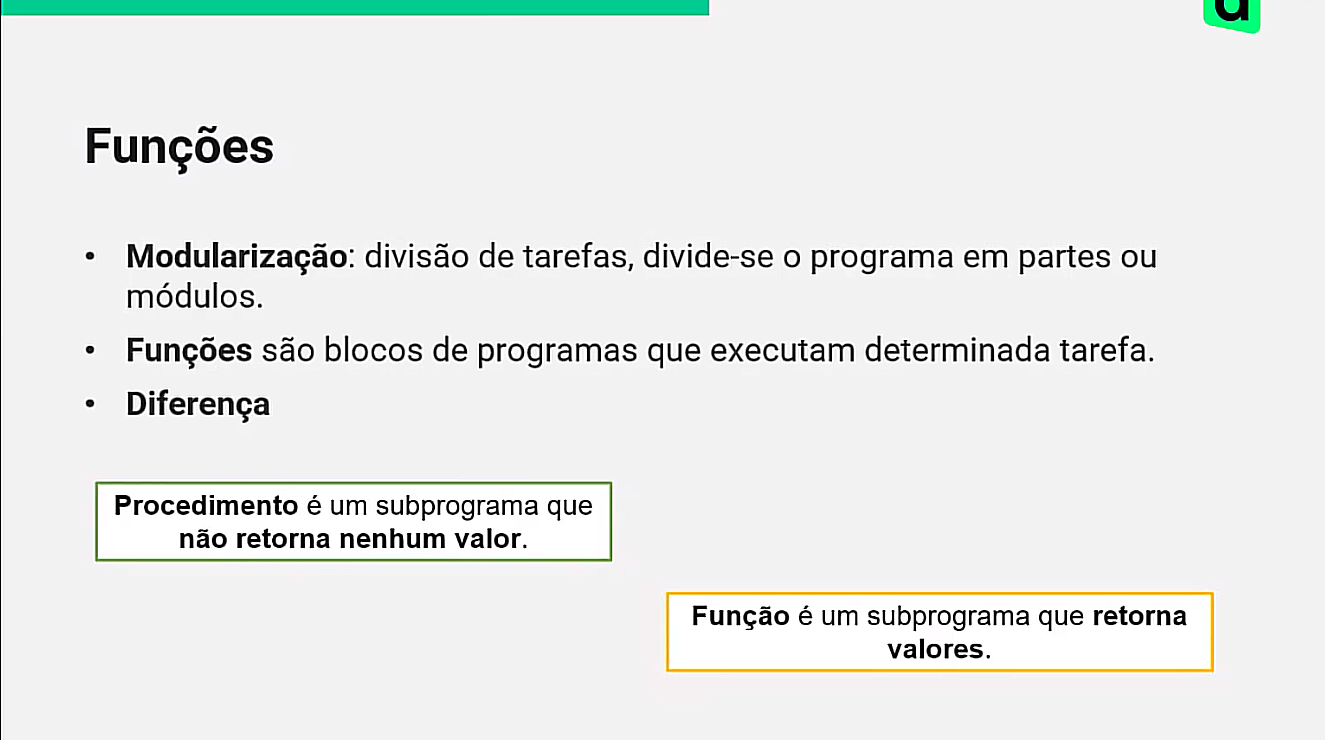 d
Funções
• Modularização: divisão de tarefas, divide-se o programa em partes ou
módulos.
• Funções são blocos de programas que executam determinada tarefa.
• Diferença
Procedimento é um subprograma que
não retorna nenhum valor.
Função é um subprograma que retorna
valores.